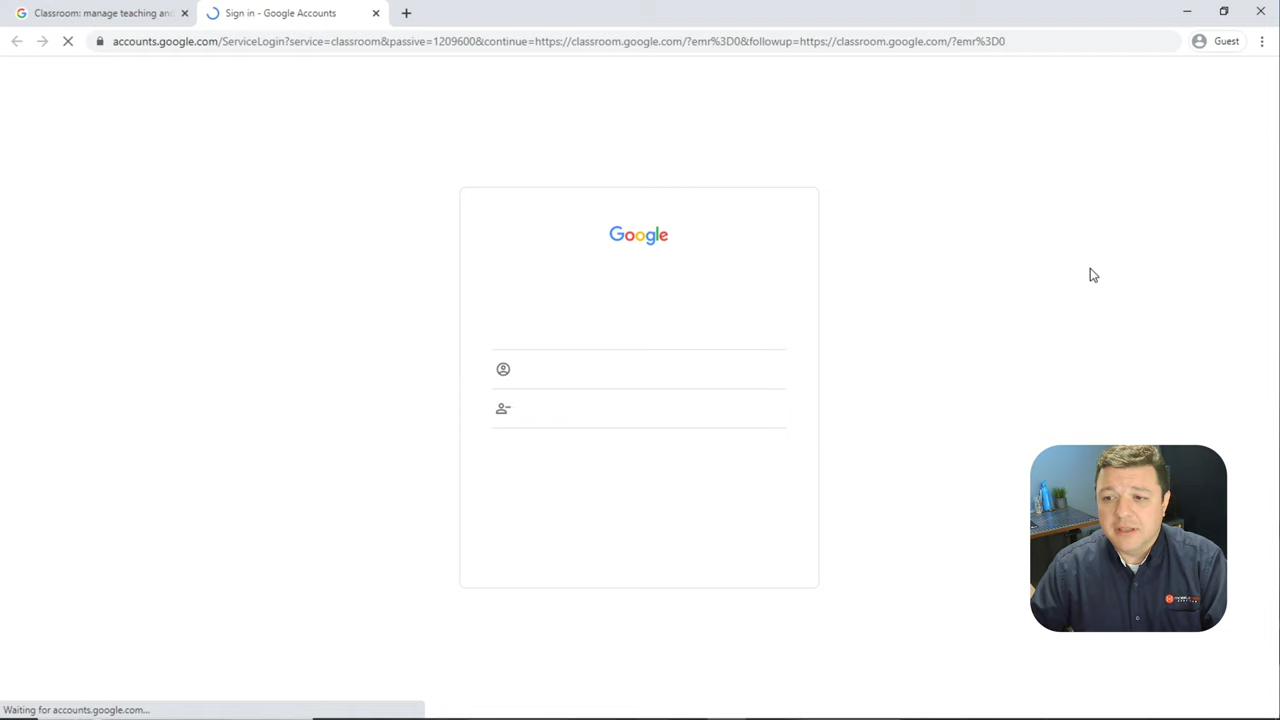 Classroom: manage teaching and
Sign in - Google Accounts
accounts.google.com/ServiceLogin?service=classroom&passive=1209600&continue=https://classroom.google.com/?emr%3D0&followup=https://classroom.google.com/?emr%3D0
Guest
Google
Waiting for accounts.google.com...